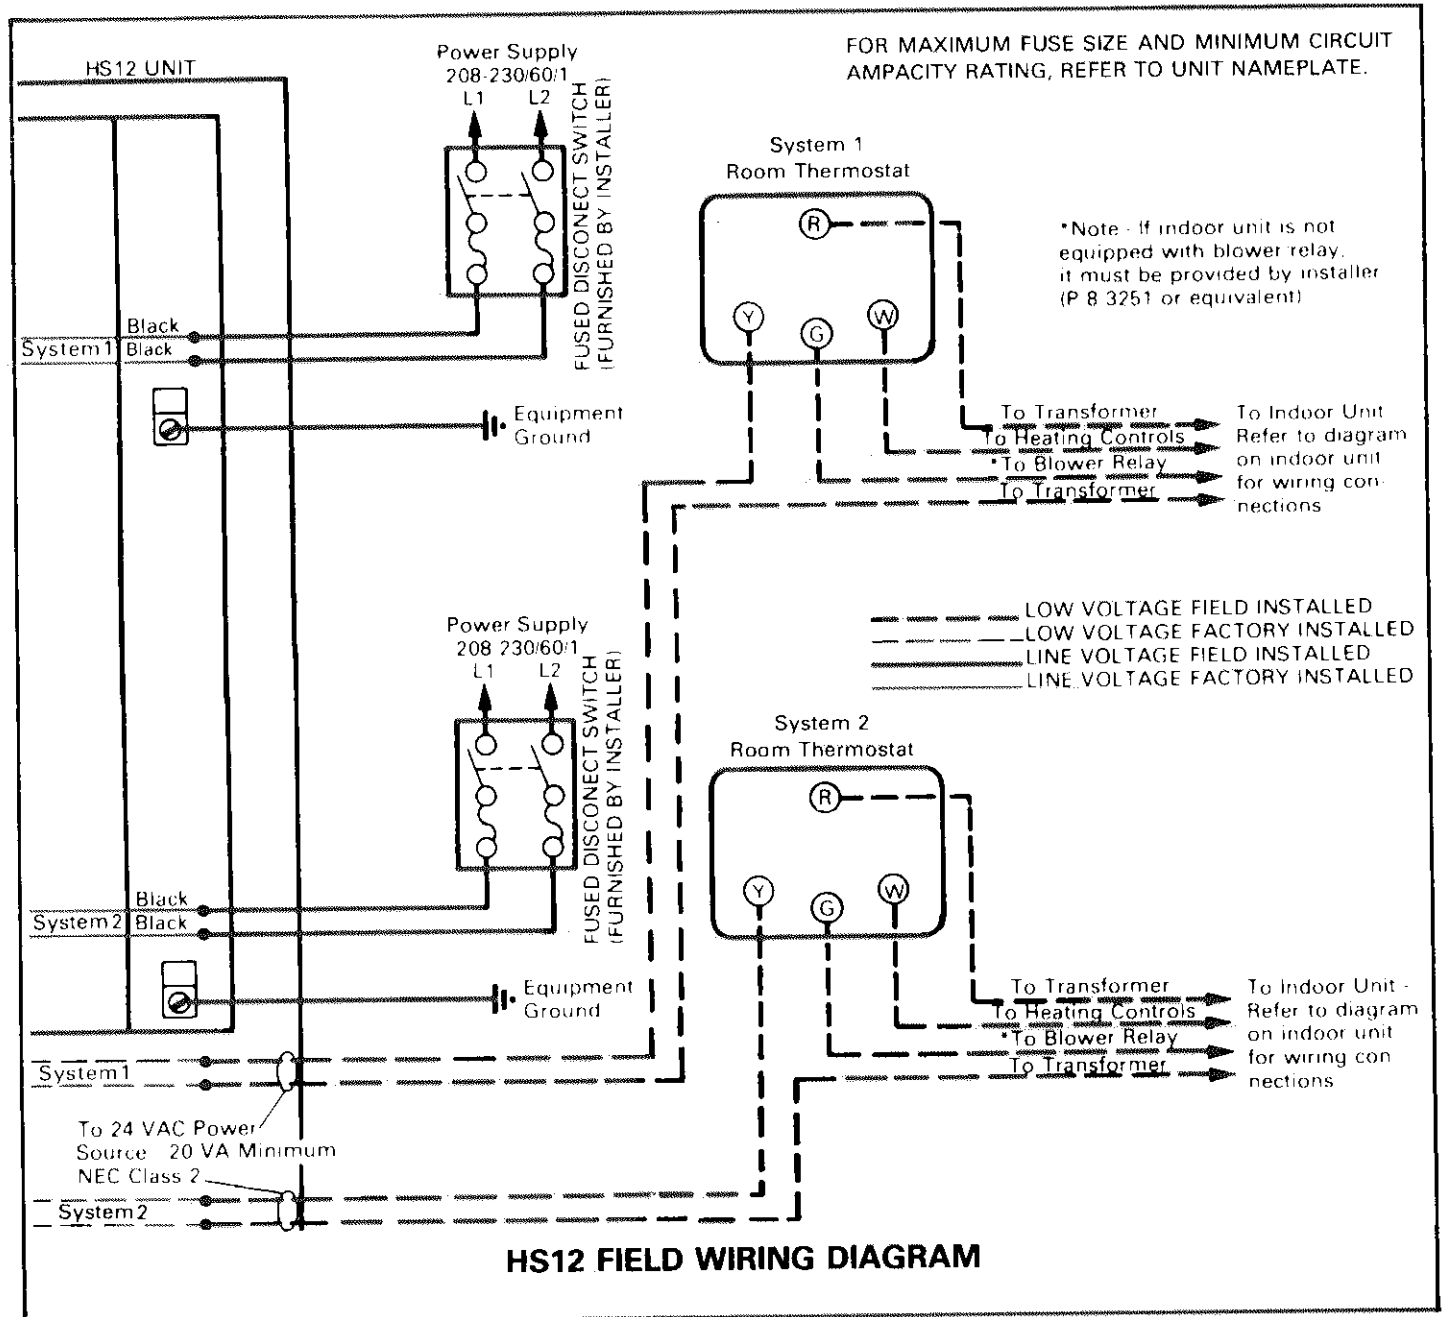 HS12 UNIT
Power Supply
208-230/60/1
L1 L2
FUSED DISCONECT SWITCH
(FURNISHED BY INSTALLER)
FOR MAXIMUM FUSE SIZE AND MINIMUM CIRCUIT
AMPACITY RATING, REFER TO UNIT NAMEPLATE.
System 1
Room Thermostat
R
Y
G
W
*Note - If indoor unit is not
equipped with blower relay,
it must be provided by installer
(P 8 3251 or equivalent)
Black
System1 Black
Equipment
Ground
To Transformer
To Heating Controls
*To Blower Relay
To Transformer
To Indoor Unit
Refer to diagram
on indoor unit
for wiring con-
nections
LOW VOLTAGE FIELD INSTALLED
LOW VOLTAGE FACTORY INSTALLED
LINE VOLTAGE FIELD INSTALLED
LINE VOLTAGE FACTORY INSTALLED
Power Supply
208 230/60/1
L1 L2
FUSED DISCONECT SWITCH
(FURNISHED BY INSTALLER)
System 2
Room Thermostat
R
Y
G
W
Black
System2 Black
Equipment
Ground
To Transformer
To Heating Controls
*To Blower Relay
To Transformer
To Indoor Unit -
Refer to diagram
on indoor unit
for wiring con
nections
System1
To 24 VAC Power
Source 20 VA Minimum
NEC Class 2
System2
HS12 FIELD WIRING DIAGRAM